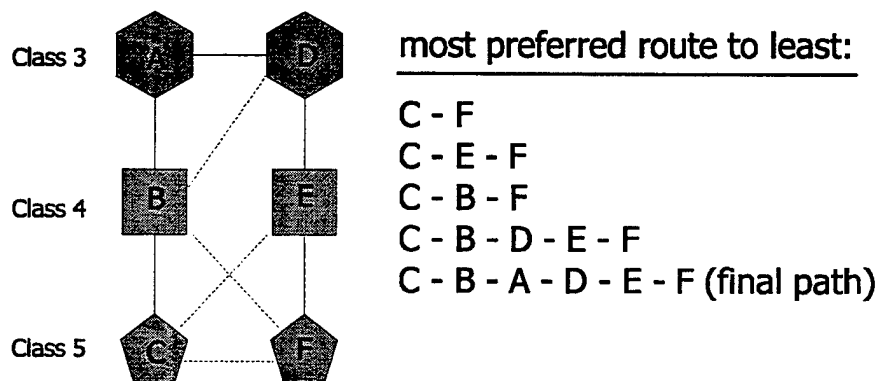 Class 3
A
D
Class 4
B
E
Class 5
C
F
most preferred route to least:
C - F
C - E - F
C - B - F
C - B - D - E - F
C - B - A - D - E - F (final path)